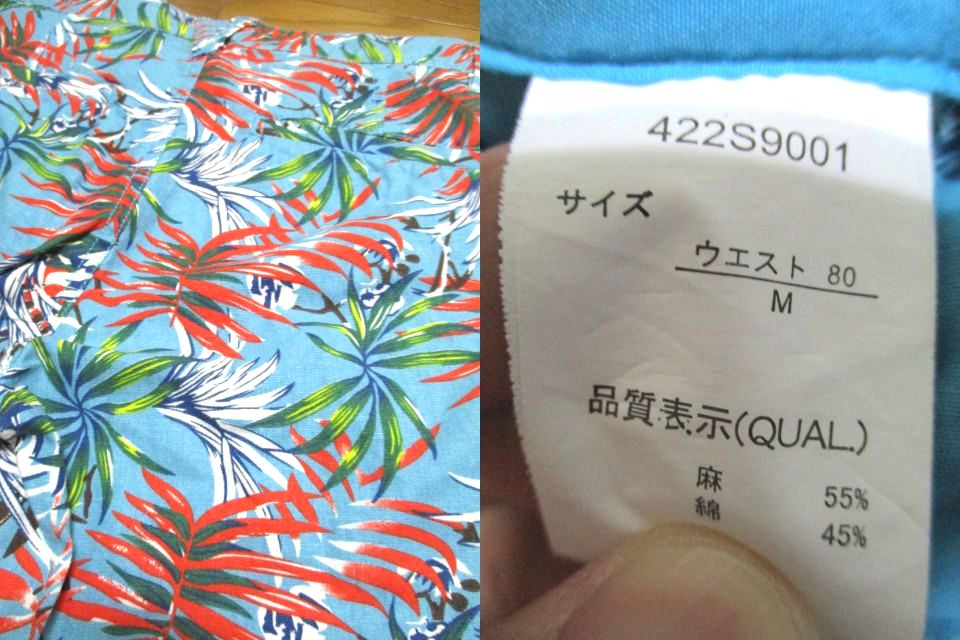 422S9001
サイズ
ウエスト 80
M
品質表示(QUAL.)
麻 55%
綿 45%